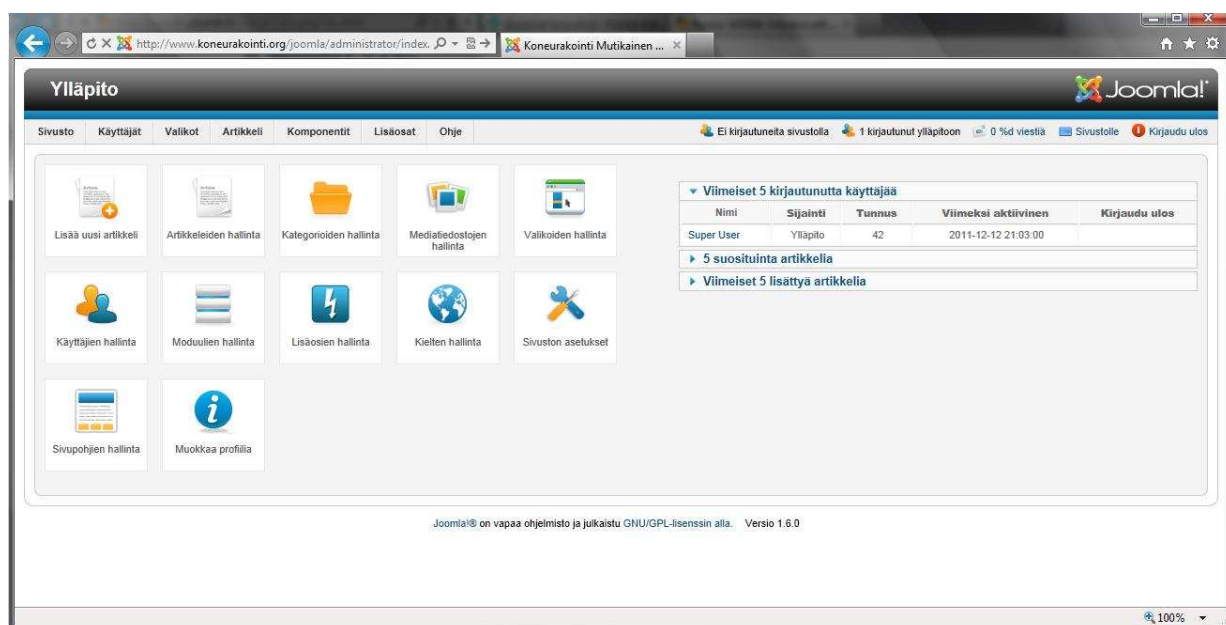 http://www.koneurakointi.org/joomla/administrator/index.
Koneurakointi Mutikainen ...
Ylläpito
Joomla!
Sivusto Käyttäjät Valikot Artikkeli Komponentit Lisäosat Ohje
Ei kirjautuneita sivustolla 1 kirjautunut ylläpitoon 0 %d viestiä Sivustolle Kirjaudu ulos
Lisää uusi artikkeli
Artikkeleiden hallinta
Kategorioiden hallinta
Mediatiedostojen
hallinta
Valikoiden hallinta
Käyttäjien hallinta
Moduulien hallinta
Lisäosien hallinta
Kielten hallinta
Sivuston asetukset
Sivupohjien hallinta
Muokkaa profiilia
Viimeiset 5 kirjautunutta käyttäjää
Nimi Sijainti Tunnus Viimeksi aktiivinen Kirjaudu ulos
Super User Ylläpito 42 2011-12-12 21:03:00
5 suosituinta artikkelia
Viimeiset 5 lisättyä artikkelia
Joomla!® on vapaa ohjelmisto ja julkaistu GNU/GPL-lisenssin alla. Versio 1.6.0
100%